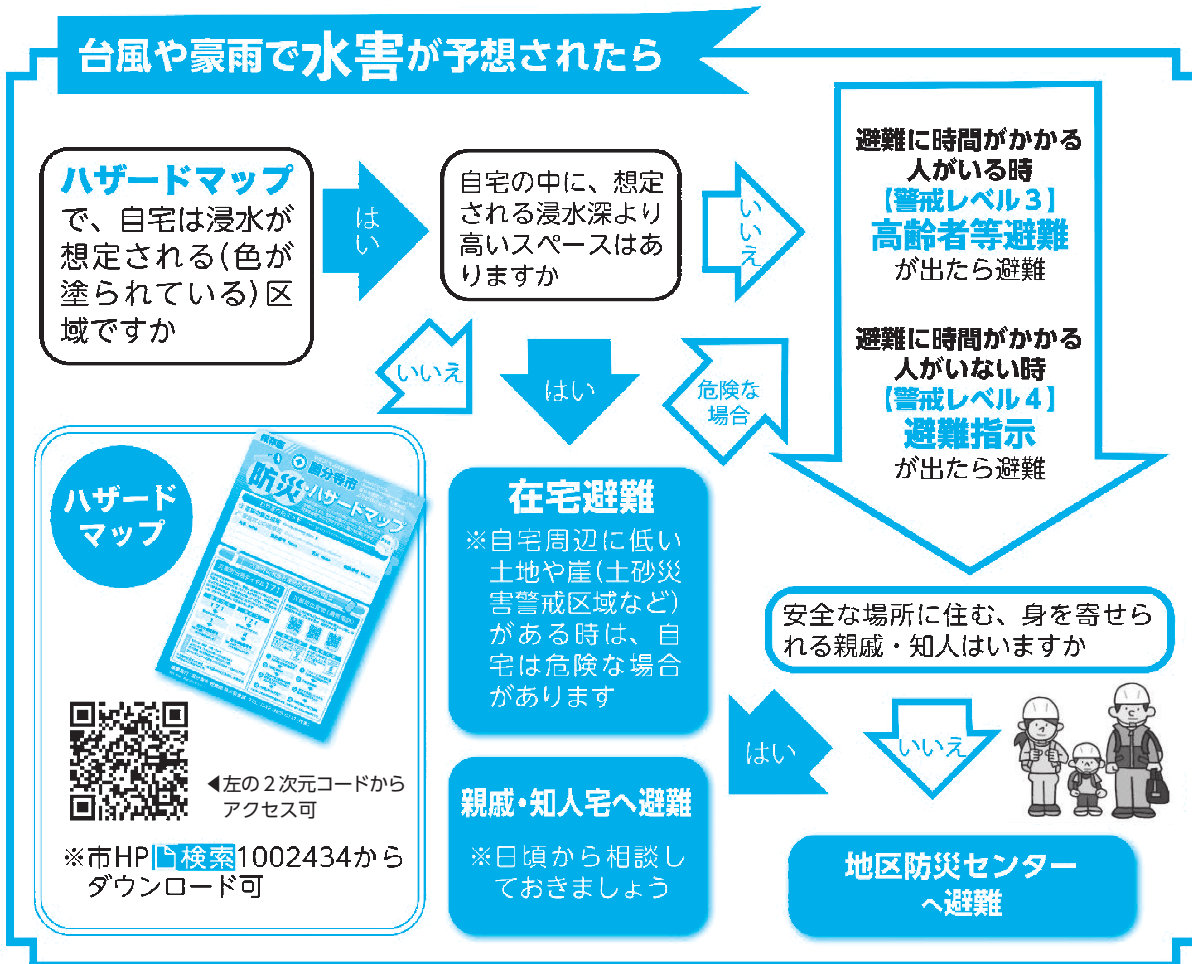 台風や豪雨で水害が予想されたら
ハザードマップ
で、自宅は浸水が
想定される(色が
塗られている)区
域ですか
はい
自宅の中に、想定
される浸水深より
高いスペースはあ
りますか
いいえ
避難に時間がかかる
人がいる時
【警戒レベル3】
高齢者等避難
が出たら避難
避難に時間がかかる
人がいない時
【警戒レベル4】
避難指示
が出たら避難
いいえ
はい
危険な
場合
ハザード
マップ
国分寺市
防災・ハザードマップ
◀左の2次元コードから
アクセス可
※市HP検索1002434から
ダウンロード可
在宅避難
※自宅周辺に低い
土地や崖(土砂災
害警戒区域など)
がある時は、自
宅は危険な場合
があります
安全な場所に住む、身を寄せら
れる親戚・知人はいますか
はい
いいえ
親戚・知人宅へ避難
※日頃から相談し
ておきましょう
地区防災センター
へ避難